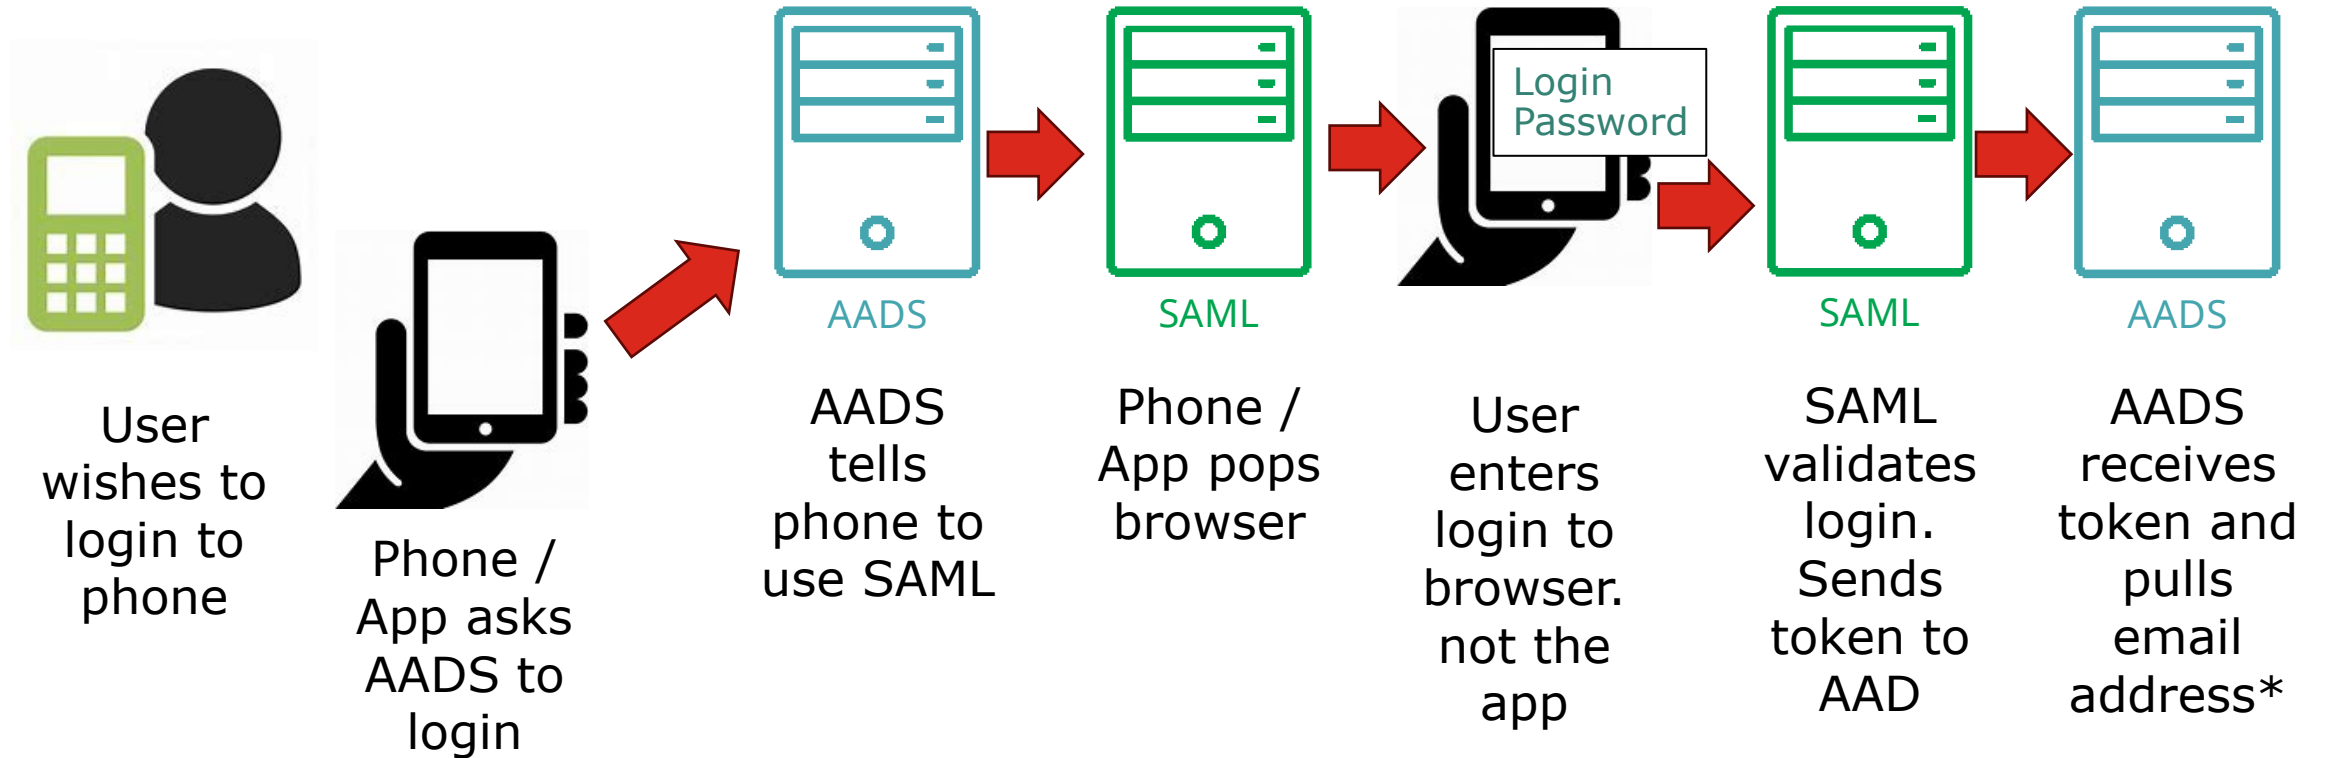 User
wishes to
login to
phone
Phone /
App asks
AADS to
login
AADS
AADS
tells
phone to
use SAML
SAML
Phone /
App pops
browser
Login
Password
User
enters
login to
browser.
not the
app
SAML
SAML
validates
login.
Sends
token to
AAD
AADS
AADS
receives
token and
pulls
email
address*